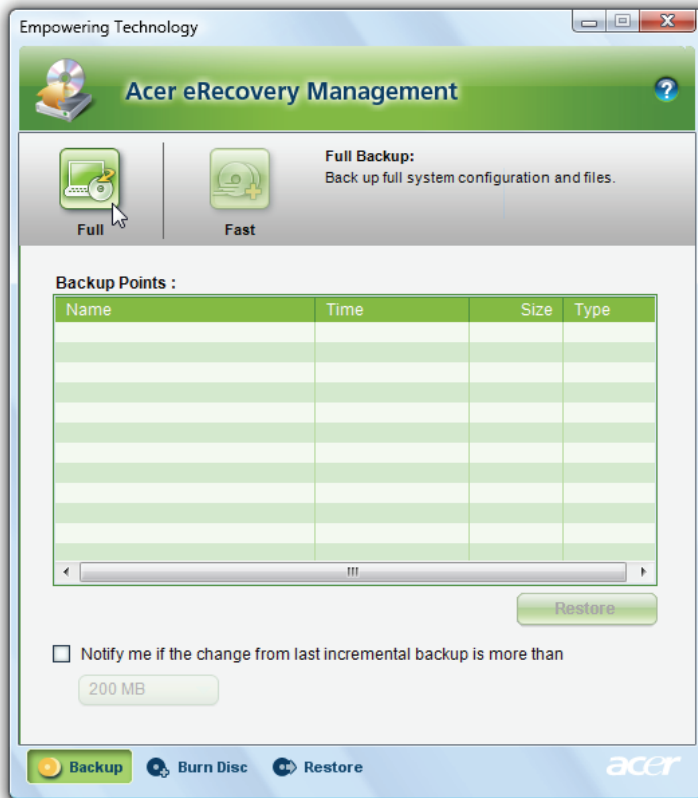 Empowering Technology
Acer eRecovery Management
?
Full
Fast
Full Backup:
Back up full system configuration and files.
Backup Points :
Name Time Size Type
Restore
Notify me if the change from last incremental backup is more than
200 MB
Backup Burn Disc Restore
acer